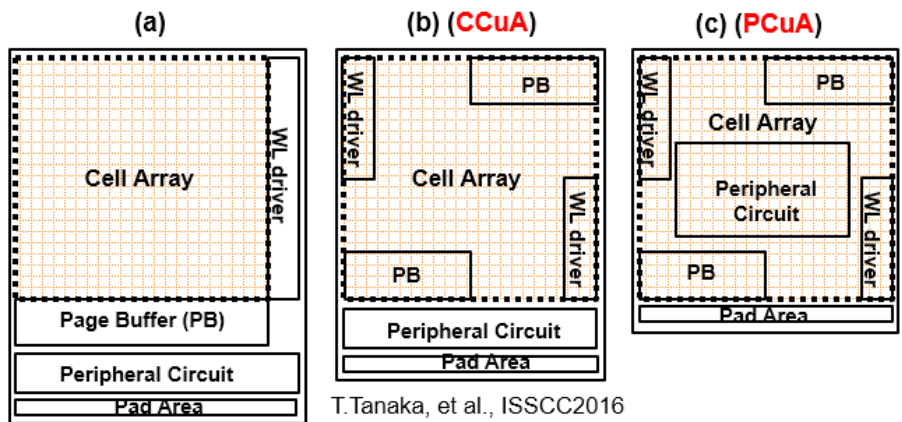 (a)
Cell Array
WL driver
Page Buffer (PB)
Peripheral Circuit
Pad Area
(b) (CCuA)
WL driver
PB
Cell Array
WL driver
PB
Peripheral Circuit
Pad Area
(c) (PCuA)
WL driver
PB
Cell Array
Peripheral
Circuit
WL driver
PB
Pad Area
T.Tanaka, et al., ISSCC2016